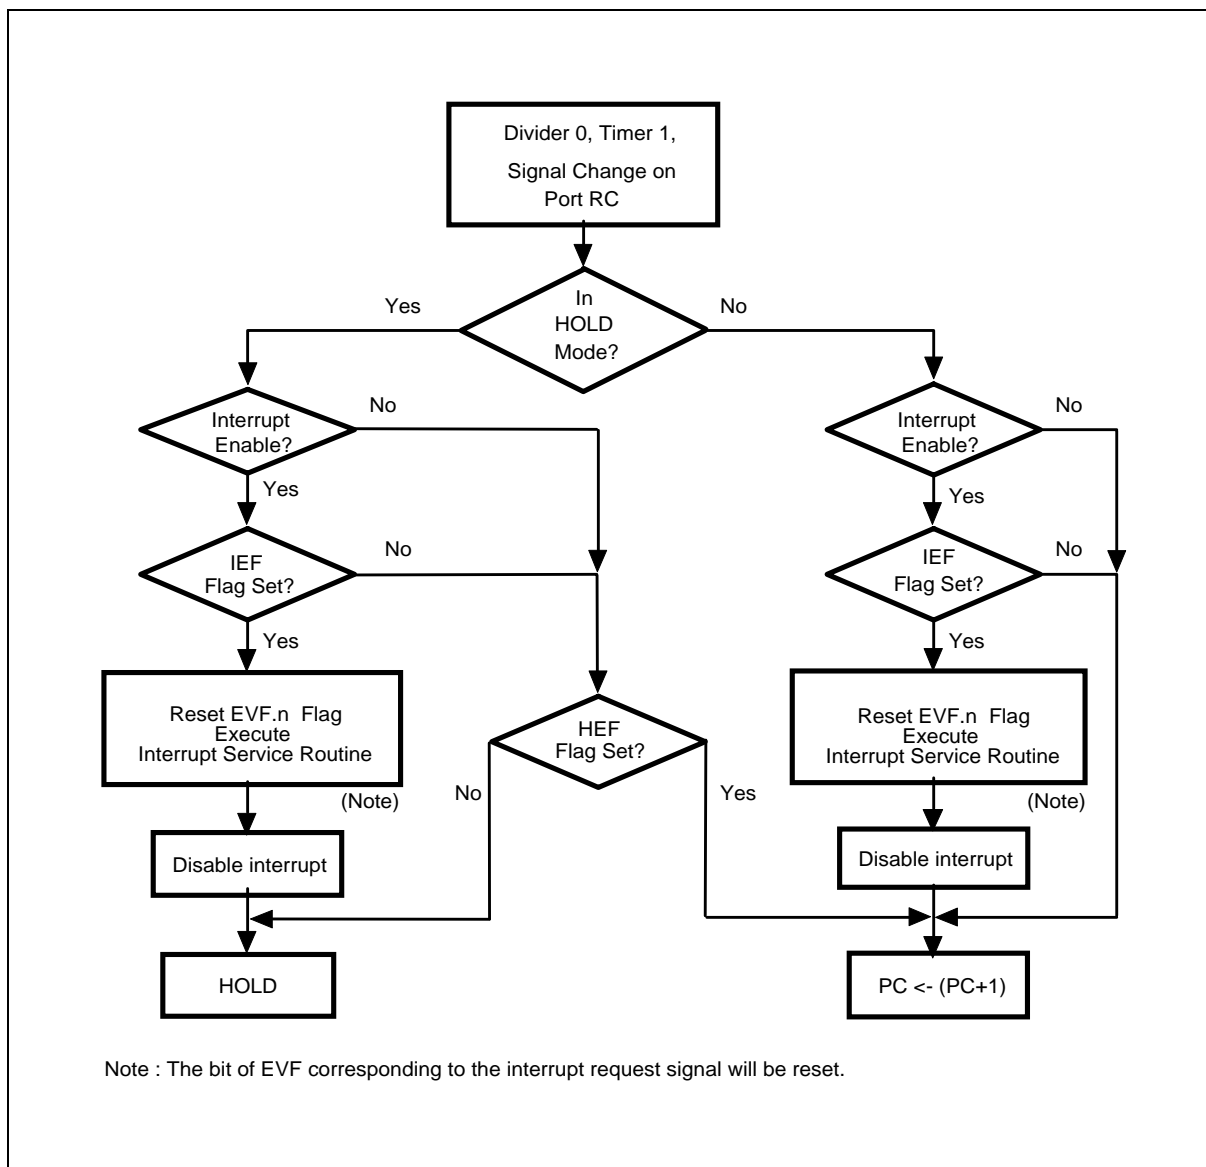 Divider 0, Timer 1,
Signal Change on
Port RC
In
HOLD
Mode?
Yes
No
Interrupt
Enable?
No
Yes
IEF
Flag Set?
No
Yes
Reset EVF.n Flag
Execute
Interrupt Service Routine
(Note)
Disable interrupt
HOLD
HEF
Flag Set?
No
Yes
Interrupt
Enable?
No
Yes
IEF
Flag Set?
No
Yes
Reset EVF.n Flag
Execute
Interrupt Service Routine
(Note)
Disable interrupt
PC <- (PC+1)
Note : The bit of EVF corresponding to the interrupt request signal will be reset.